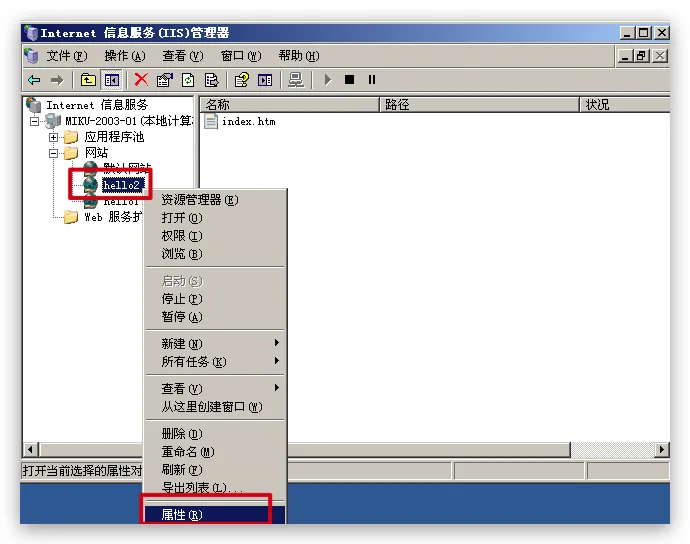 Internet 信息服务(IIS)管理器
文件(F) 操作(A) 查看(V) 窗口(W) 帮助(H)
Internet 信息服务
MIKU-2003-01(本地计算
应用程序池
网站
默认网站
hello2
hello1
Web 服务扩
名称 路径 状况
index.htm
资源管理器(E)
打开(O)
权限(I)
浏览(B)
启动(S)
停止(P)
暂停(A)
新建(N)
所有任务(K)
查看(V)
从这里创建窗口(W)
删除(D)
重命名(M)
刷新(F)
导出列表(L)...
属性(R)
打开当前选择的属性对